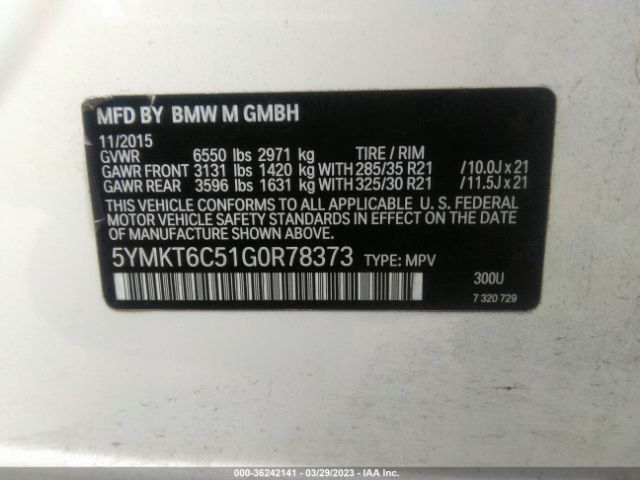 MFD BY BMW M GMBH
11/2015
GVWR 6550 lbs 2971 kg TIRE / RIM
GAWR FRONT 3131 lbs 1420 kg WITH 285/35 R21 /10.0J x 21
GAWR REAR 3596 lbs 1631 kg WITH 325/30 R21 /11.5J x 21
THIS VEHICLE CONFORMS TO ALL APPLICABLE U. S. FEDERAL
MOTOR VEHICLE SAFETY STANDARDS IN EFFECT ON THE DATE
OF MANUFACTURE SHOWN ABOVE.
5YMKT6C51G0R78373 TYPE: MPV
300U
7 320 729
000-36242141 - 03/29/2023 - IAA Inc.